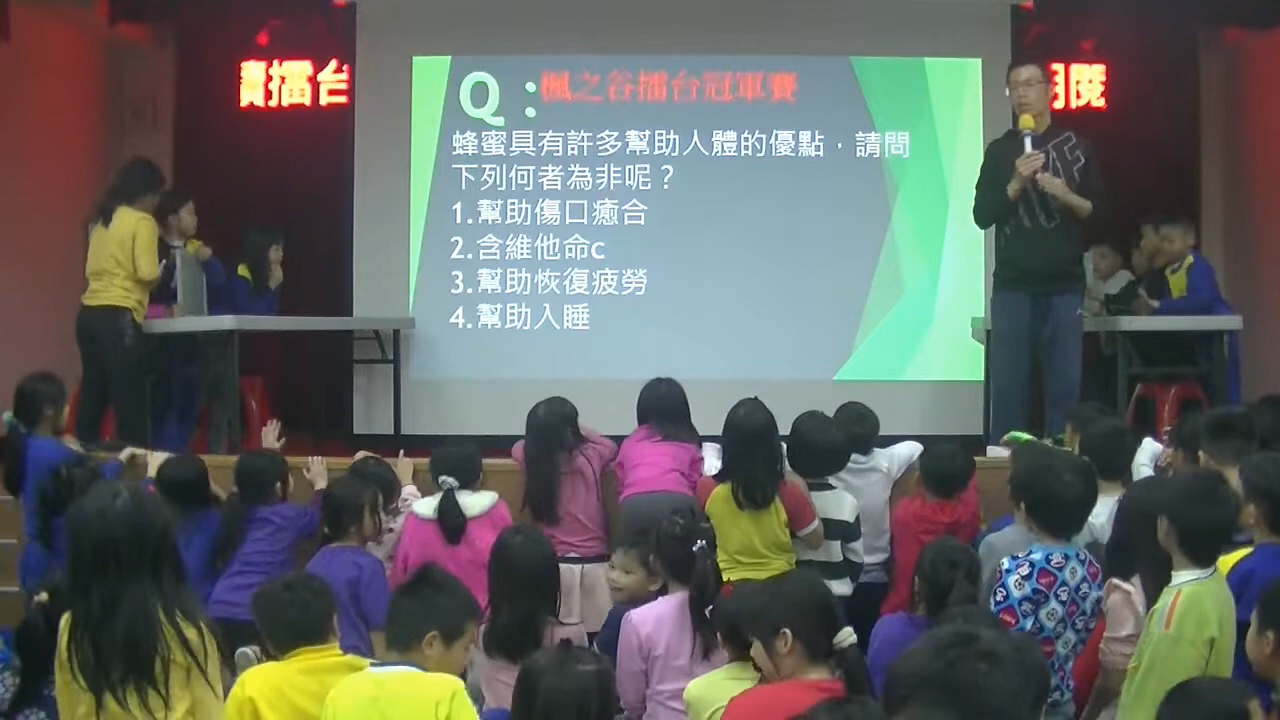 賣擂台
用閱
Q：楓之谷擂台冠軍賽
蜂蜜具有許多幫助人體的優點，請問
下列何者為非呢？
1.幫助傷口癒合
2.含維他命c
3.幫助恢復疲勞
4.幫助入睡